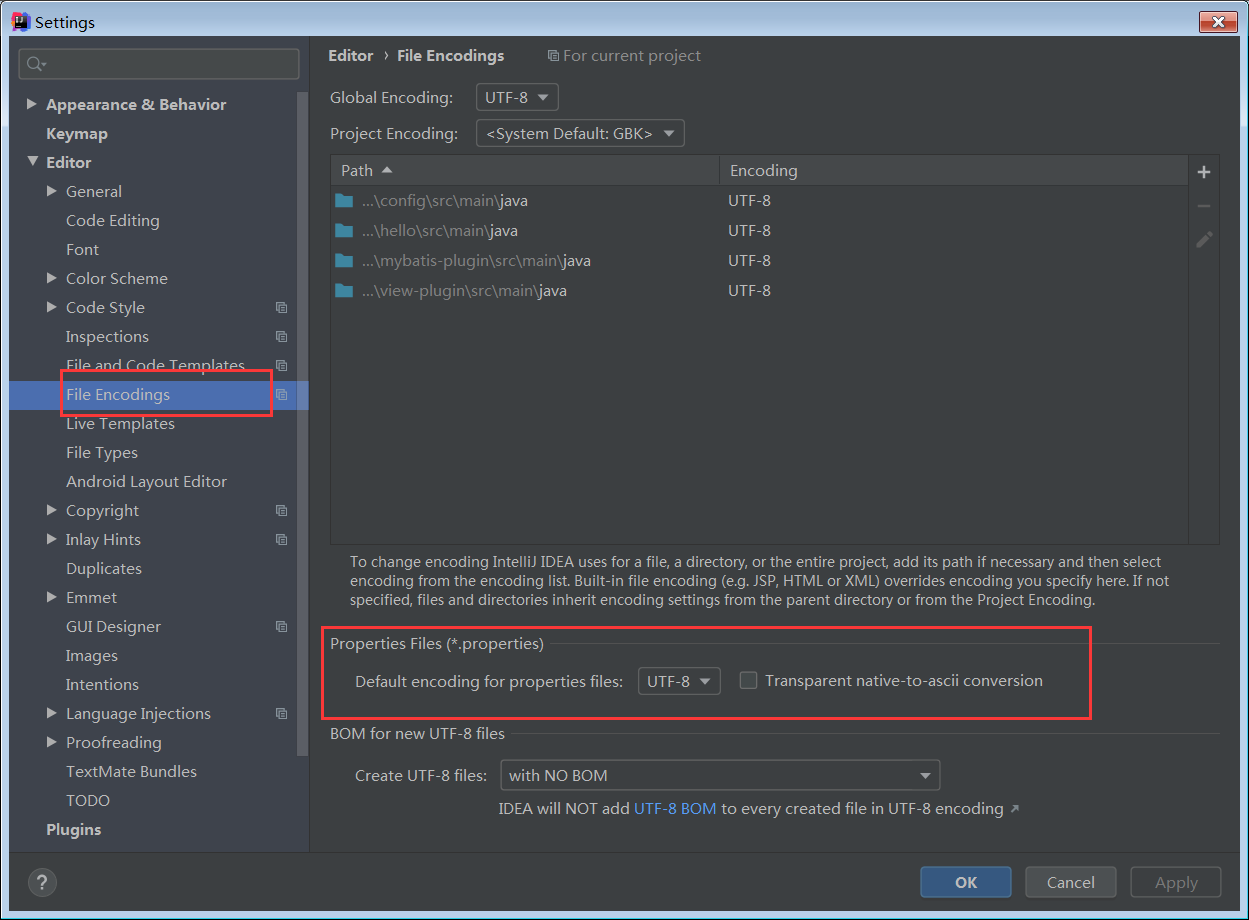 Settings
Appearance & Behavior
Keymap
Editor
General
Code Editing
Font
Color Scheme
Code Style
Inspections
File and Code Templates
File Encodings
Live Templates
File Types
Android Layout Editor
Copyright
Inlay Hints
Duplicates
Emmet
GUI Designer
Images
Intentions
Language Injections
Proofreading
TextMate Bundles
TODO
Plugins
Editor › File Encodings For current project
Global Encoding: UTF-8
Project Encoding: <System Default: GBK>
Path Encoding
...\config\src\main\java UTF-8
...\hello\src\main\java UTF-8
...\mybatis-plugin\src\main\java UTF-8
...\view-plugin\src\main\java UTF-8
To change encoding IntelliJ IDEA uses for a file, a directory, or the entire project, add its path if necessary and then select
encoding from the encoding list. Built-in file encoding (e.g. JSP, HTML or XML) overrides encoding you specify here. If not
specified, files and directories inherit encoding settings from the parent directory or from the Project Encoding.
Properties Files (*.properties)
Default encoding for properties files: UTF-8 Transparent native-to-ascii conversion
BOM for new UTF-8 files
Create UTF-8 files: with NO BOM
IDEA will NOT add UTF-8 BOM to every created file in UTF-8 encoding ↗
? OK Cancel Apply